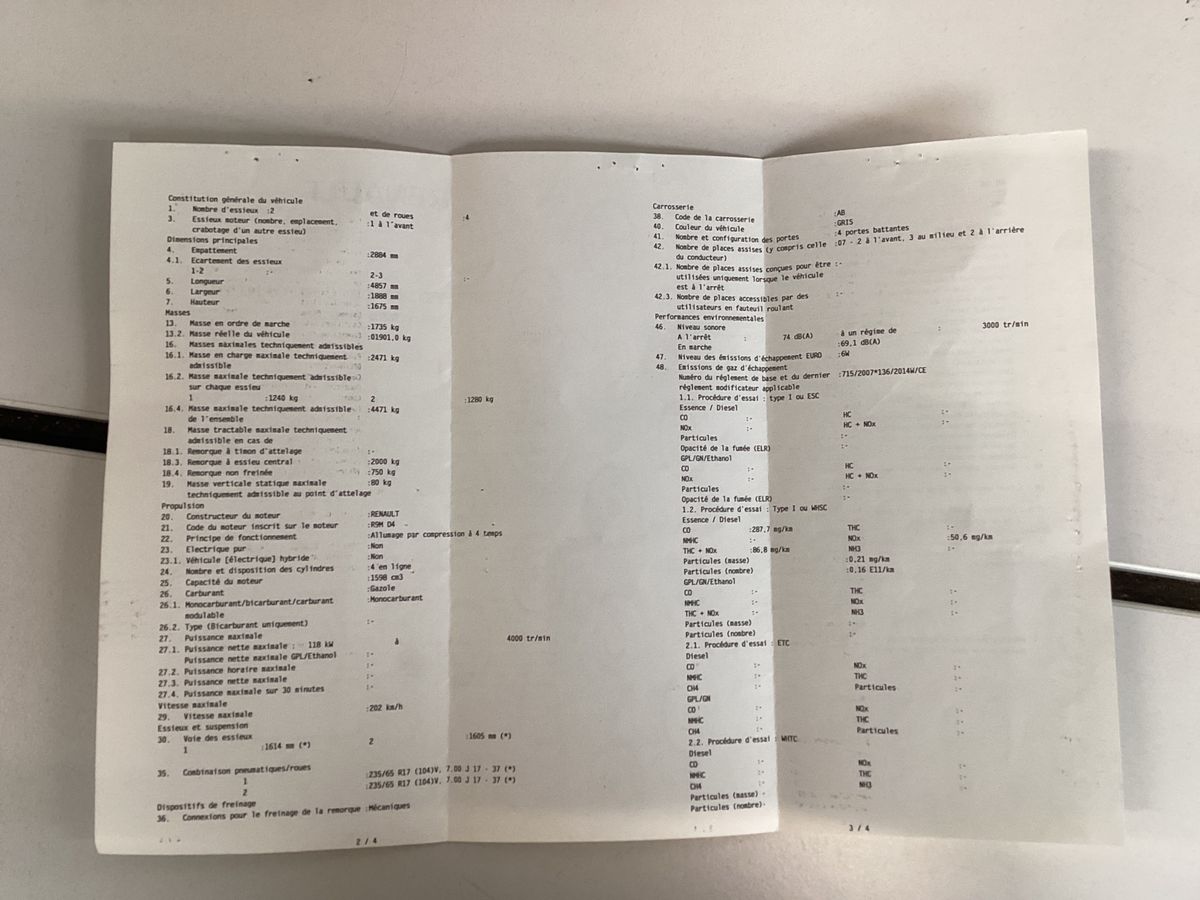 Constitution générale du véhicule
1. Nombre d'essieux :2 et de roues :4
3. Essieux moteur (nombre, emplacement, :1 à l'avant
crabotage d'un autre essieu)
Dimensions principales
4. Empattement :2884 mm
4.1. Ecartement des essieux
1-2 :- 2-3 :-
5. Longueur :4857 mm
6. Largeur :1888 mm
7. Hauteur :1675 mm
Masses
13. Masse en ordre de marche :1735 kg
13.2. Masse réelle du véhicule :01901,0 kg
16. Masses maximales techniquement admissibles
16.1. Masse en charge maximale techniquement :2471 kg
admissible
16.2. Masse maximale techniquement admissible
sur chaque essieu
1 :1240 kg 2 :1280 kg
16.4. Masse maximale techniquement admissible :4471 kg
de l'ensemble
18. Masse tractable maximale techniquement
admissible en cas de
18.1. Remorque à timon d'attelage :-
18.3. Remorque à essieu central :2000 kg
18.4. Remorque non freinée :750 kg
19. Masse verticale statique maximale :80 kg
techniquement admissible au point d'attelage
Propulsion
20. Constructeur du moteur :RENAULT
21. Code du moteur inscrit sur le moteur :R9M D4
22. Principe de fonctionnement :Allumage par compression à 4 temps
23. Electrique pur :Non
23.1. Véhicule [électrique] hybride :Non
24. Nombre et disposition des cylindres :4 en ligne
25. Capacité du moteur :1598 cm3
26. Carburant :Gazole
26.1. Monocarburant/bicarburant/carburant :Monocarburant
modulable
26.2. Type (Bicarburant uniquement) :-
27. Puissance maximale
27.1. Puissance nette maximale : 118 kW à 4000 tr/min
Puissance nette maximale GPL/Ethanol :-
27.2. Puissance horaire maximale :-
27.3. Puissance nette maximale :-
27.4. Puissance maximale sur 30 minutes :-
Vitesse maximale
29. Vitesse maximale :202 km/h
Essieux et suspension
30. Voie des essieux
1 :1614 mm (*) 2 :1605 mm (*)
35. Combinaison pneumatiques/roues
1 :235/65 R17 (104)V, 7.00 J 17 - 37 (*)
2 :235/65 R17 (104)V, 7.00 J 17 - 37 (*)
Dispositifs de freinage
36. Connexions pour le freinage de la remorque :Mécaniques
2 / 4
Carrosserie
38. Code de la carrosserie :AB
40. Couleur du véhicule :GRIS
41. Nombre et configuration des portes :4 portes battantes
42. Nombre de places assises (y compris celle :07 - 2 à l'avant, 3 au milieu et 2 à l'arrière
du conducteur)
42.1. Nombre de places assises conçues pour être :-
utilisées uniquement lorsque le véhicule
est à l'arrêt
42.3. Nombre de places accessibles par des :-
utilisateurs en fauteuil roulant
Performances environnementales
46. Niveau sonore
A l'arrêt : 74 dB(A) à un régime de : 3000 tr/min
En marche :69,1 dB(A)
47. Niveau des émissions d'échappement EURO :6W
48. Emissions de gaz d'échappement
Numéro du règlement de base et du dernier :715/2007*136/2014W/CE
règlement modificateur applicable
1.1. Procédure d'essai : type I ou ESC
Essence / Diesel
CO :- HC :-
NOx :- HC + NOx :-
Particules :-
Opacité de la fumée (ELR) :-
GPL/GN/Ethanol
CO :- HC :-
NOx :- HC + NOx :-
Particules :-
Opacité de la fumée (ELR) :-
1.2. Procédure d'essai : Type I ou WHSC
Essence / Diesel
CO :287,7 mg/km THC :-
NMHC :- NOx :50,6 mg/km
THC + NOx :86,8 mg/km NH3 :-
Particules (masse) :0,21 mg/km
Particules (nombre) :0,16 E11/km
GPL/GN/Ethanol
CO :- THC :-
NMHC :- NOx :-
THC + NOx :- NH3 :-
Particules (masse) :-
Particules (nombre) :-
2.1. Procédure d'essai : ETC
Diesel
CO :- NOx :-
NMHC :- THC :-
CH4 :- Particules :-
GPL/GN
CO :- NOx :-
NMHC :- THC :-
CH4 :- Particules :-
2.2. Procédure d'essai : WHTC
Diesel
CO :- NOx :-
NMHC :- THC :-
CH4 :- NH3 :-
Particules (masse) -
Particules (nombre)-
3 / 4